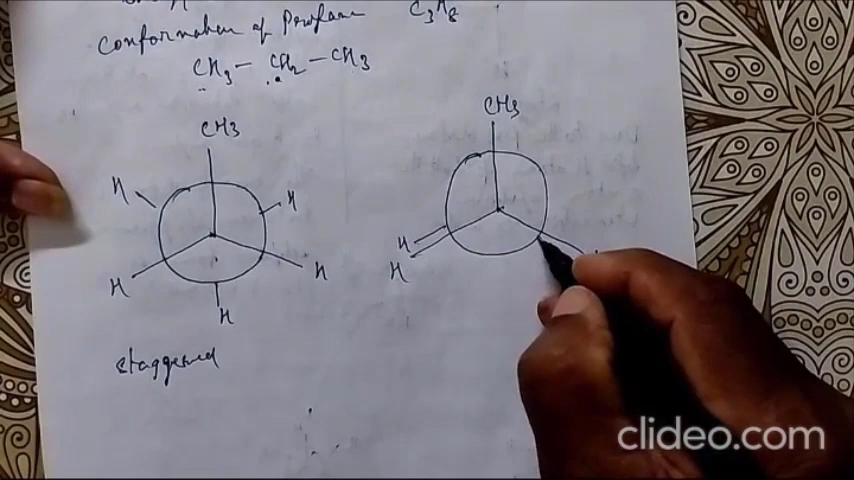 Conformation of Propane C3H8
CH3 – CH2 – CH3
CH3
CH3
H
H
H
H
H
H
H
staggered
clideo.com